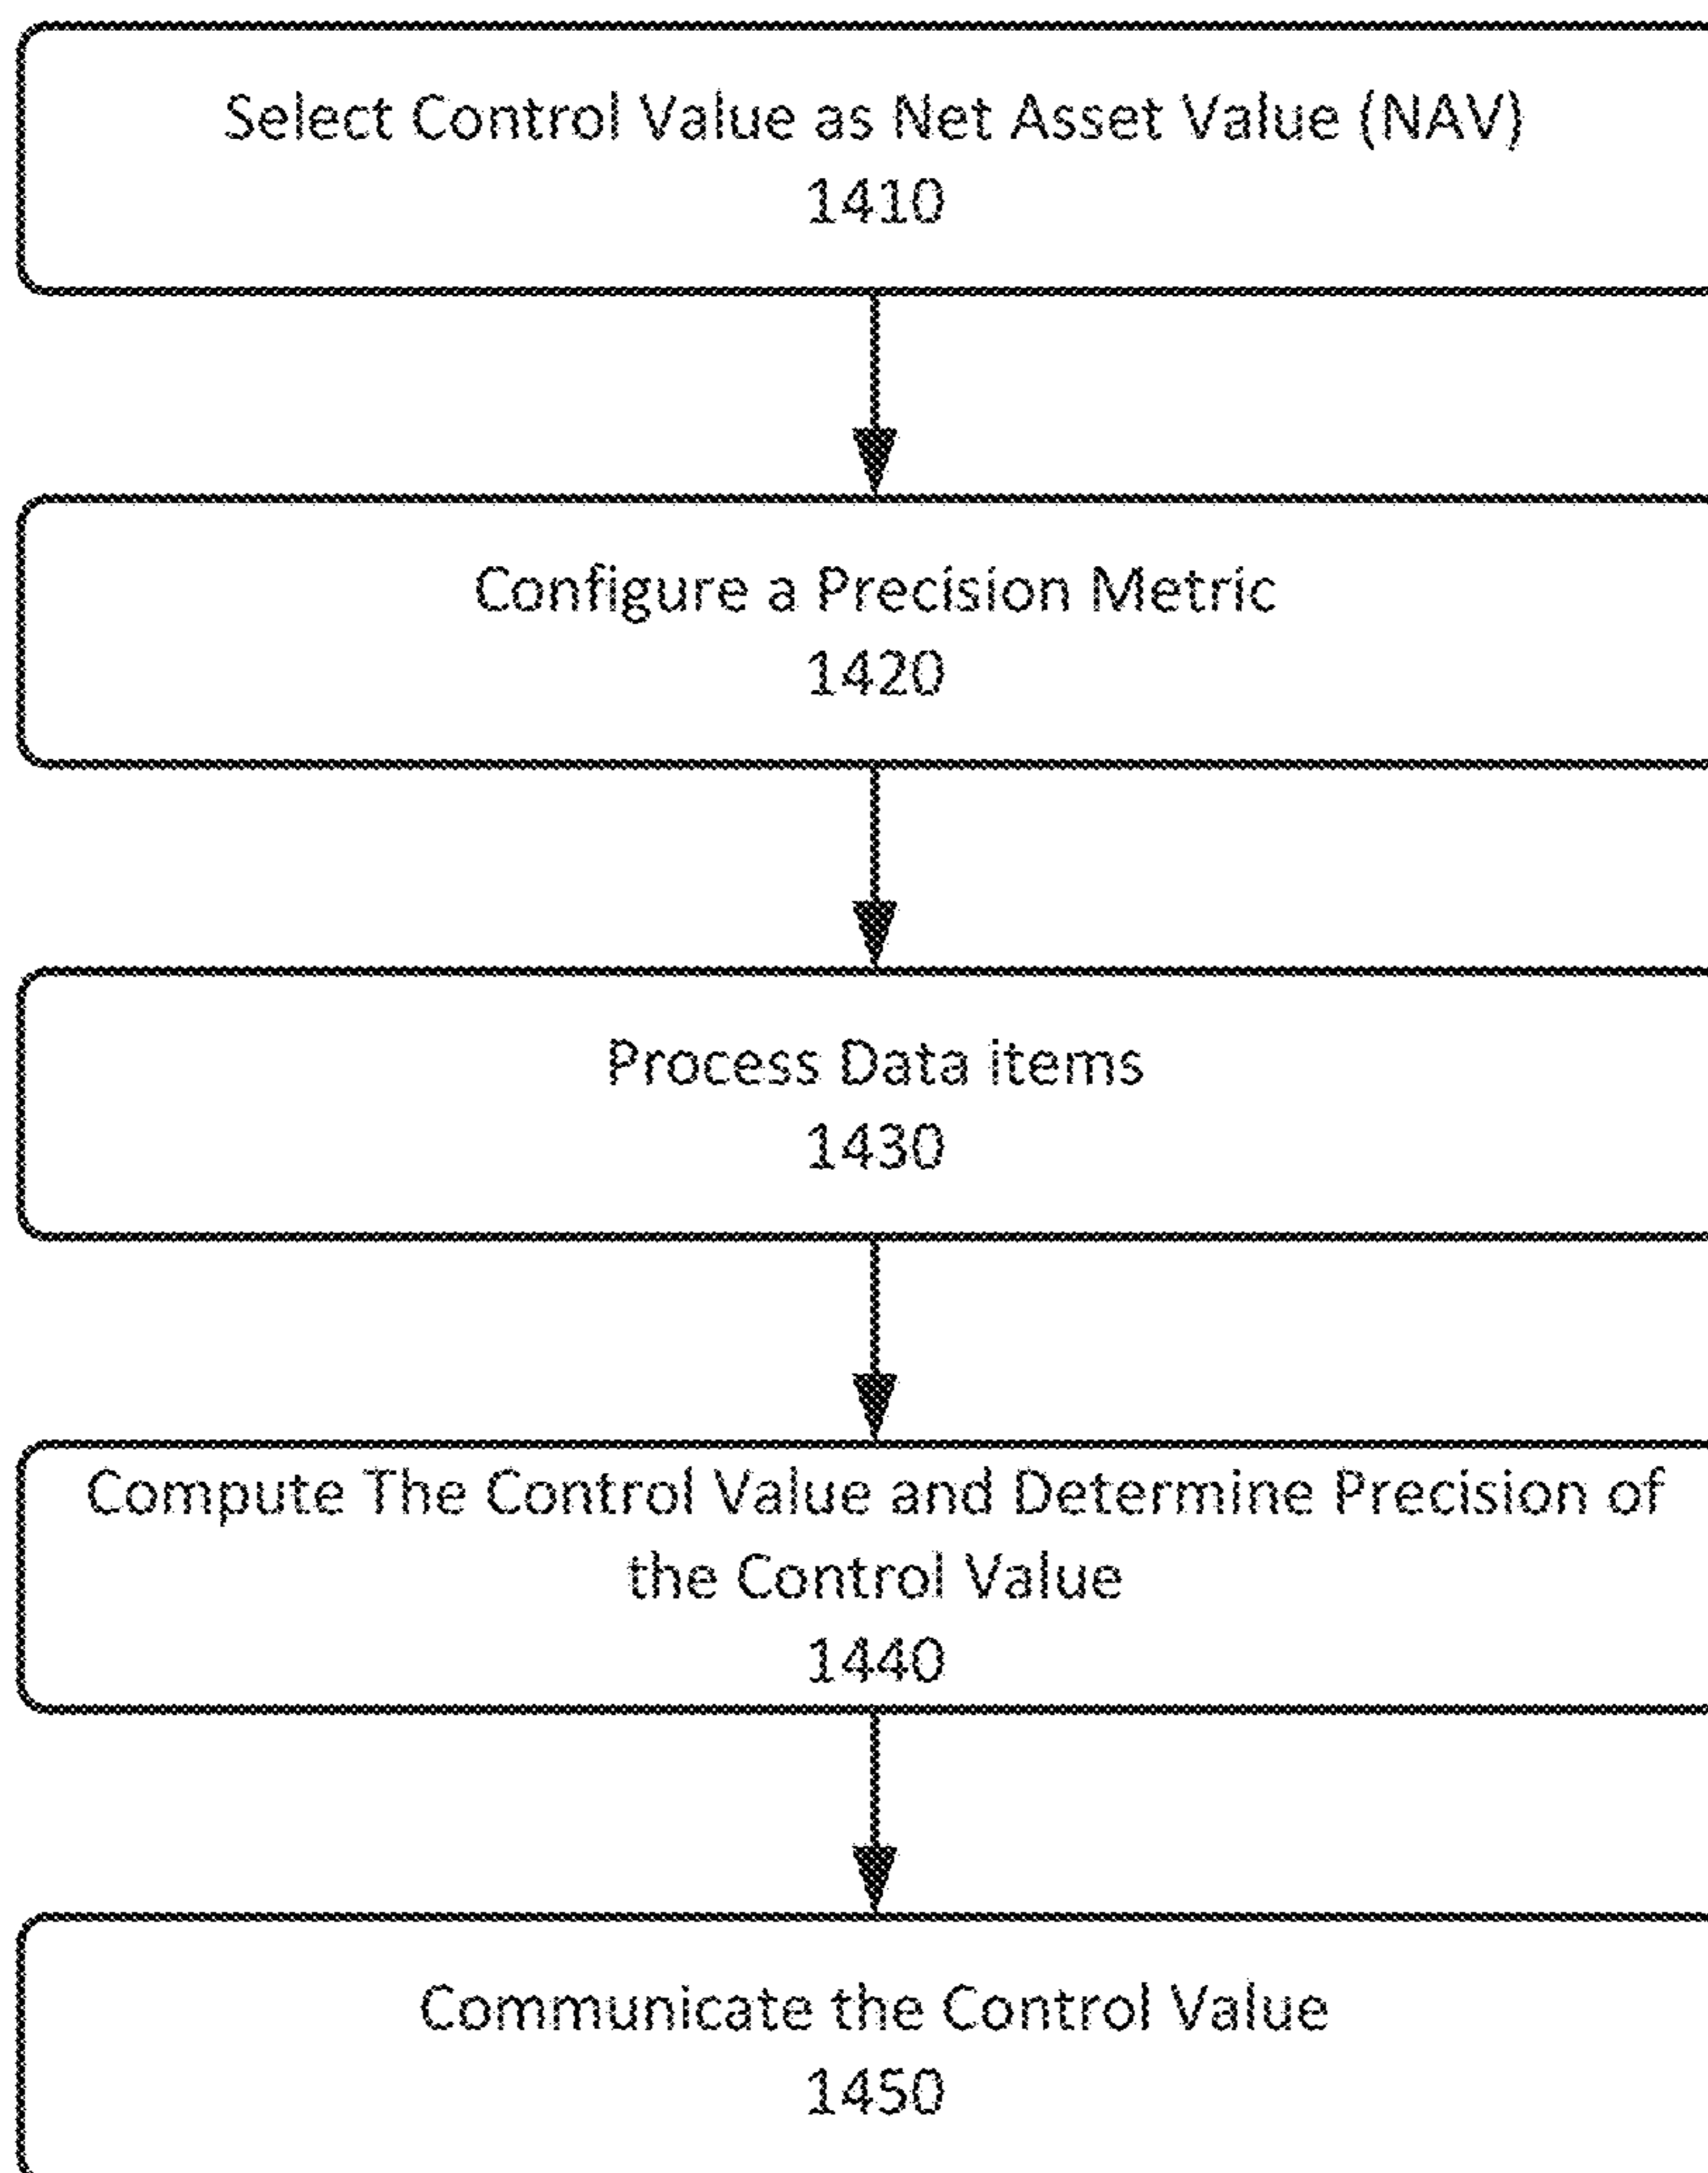 Select Control Value as Net Asset Value (NAV)
1410
Configure a Precision Metric
1420
Process Data items
1430
Compute The Control Value and Determine Precision of
the Control Value
1440
Communicate the Control Value
1450